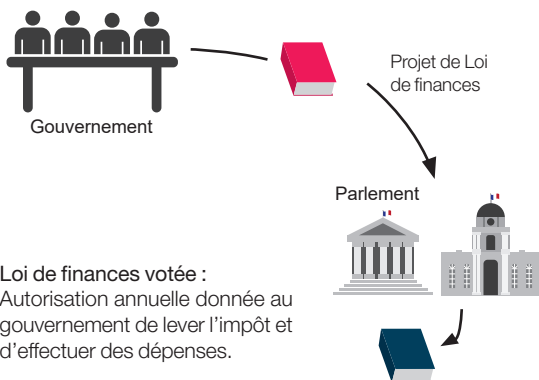 Gouvernement
Projet de Loi
de finances
Parlement
Loi de finances votée :
Autorisation annuelle donnée au
gouvernement de lever l’impôt et
d’effectuer des dépenses.